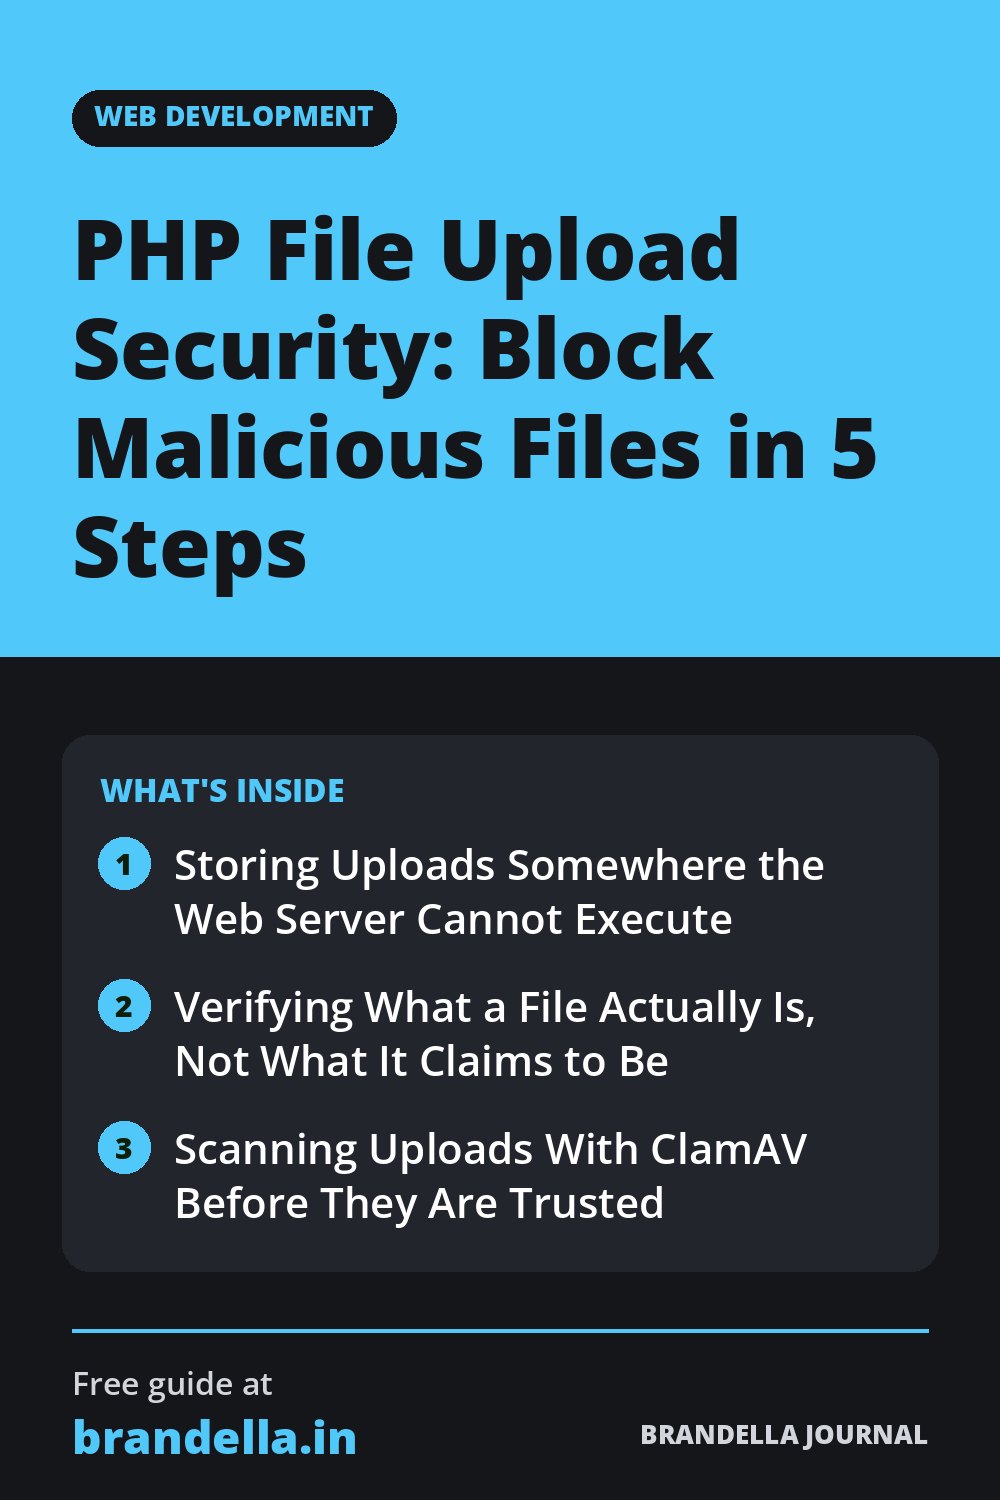 WEB DEVELOPMENT
PHP File Upload
Security: Block
Malicious Files in 5
Steps
WHAT'S INSIDE
1 Storing Uploads Somewhere the
Web Server Cannot Execute
2 Verifying What a File Actually Is,
Not What It Claims to Be
3 Scanning Uploads With ClamAV
Before They Are Trusted
Free guide at
brandella.in
BRANDELLA JOURNAL